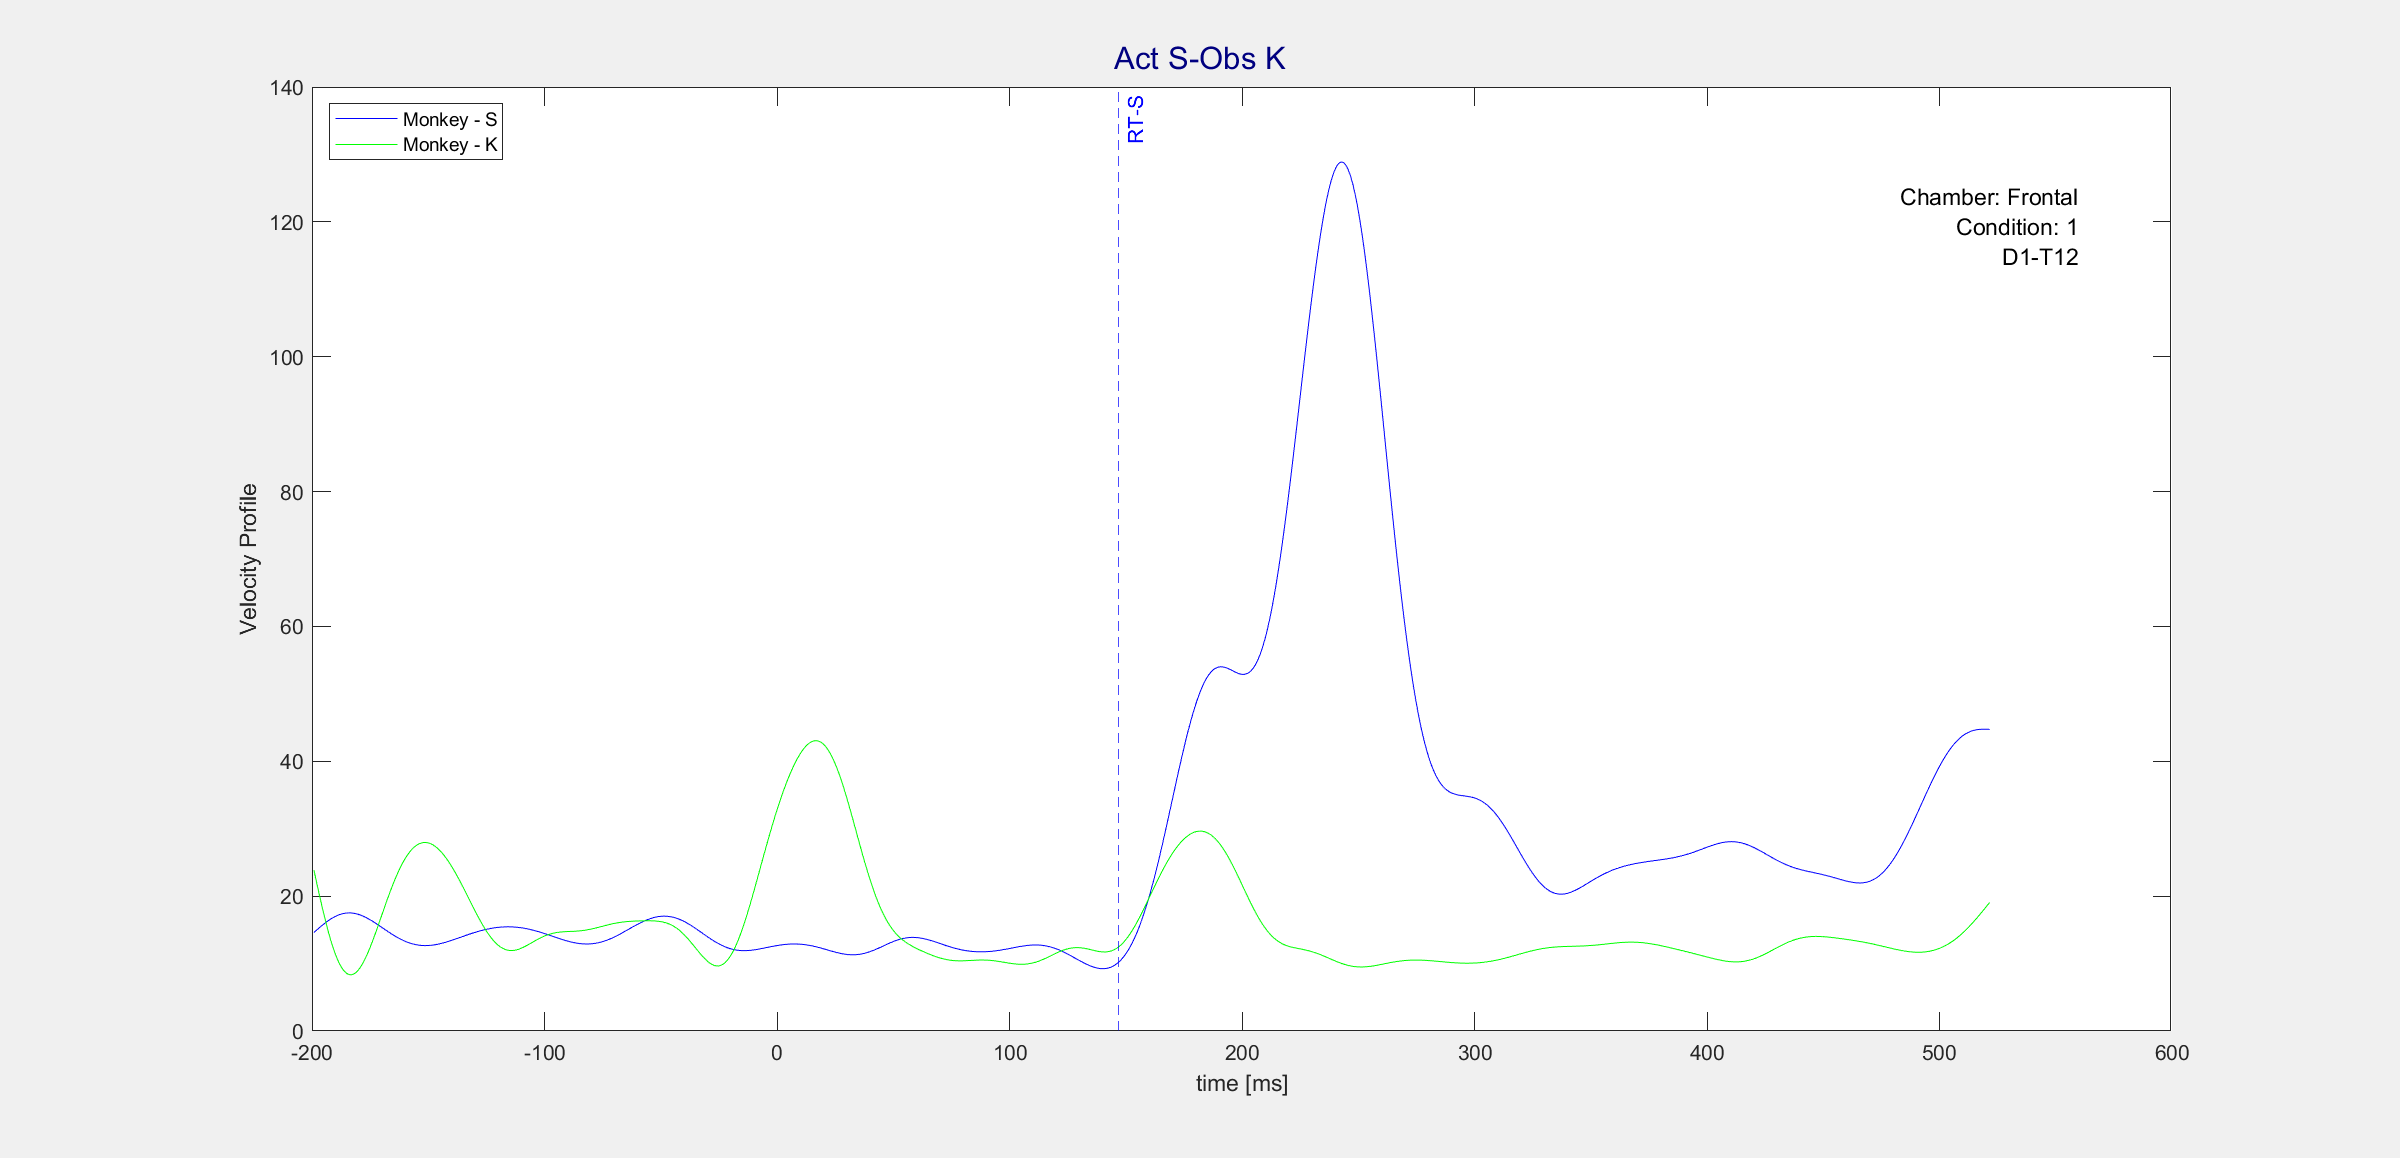 Act S-Obs K
140
120
100
80
60
40
20
0
-200
-100
0
100
200
300
400
500
600
Velocity Profile
time [ms]
Monkey - S
Monkey - K
RT-S
Chamber: Frontal
Condition: 1
D1-T12